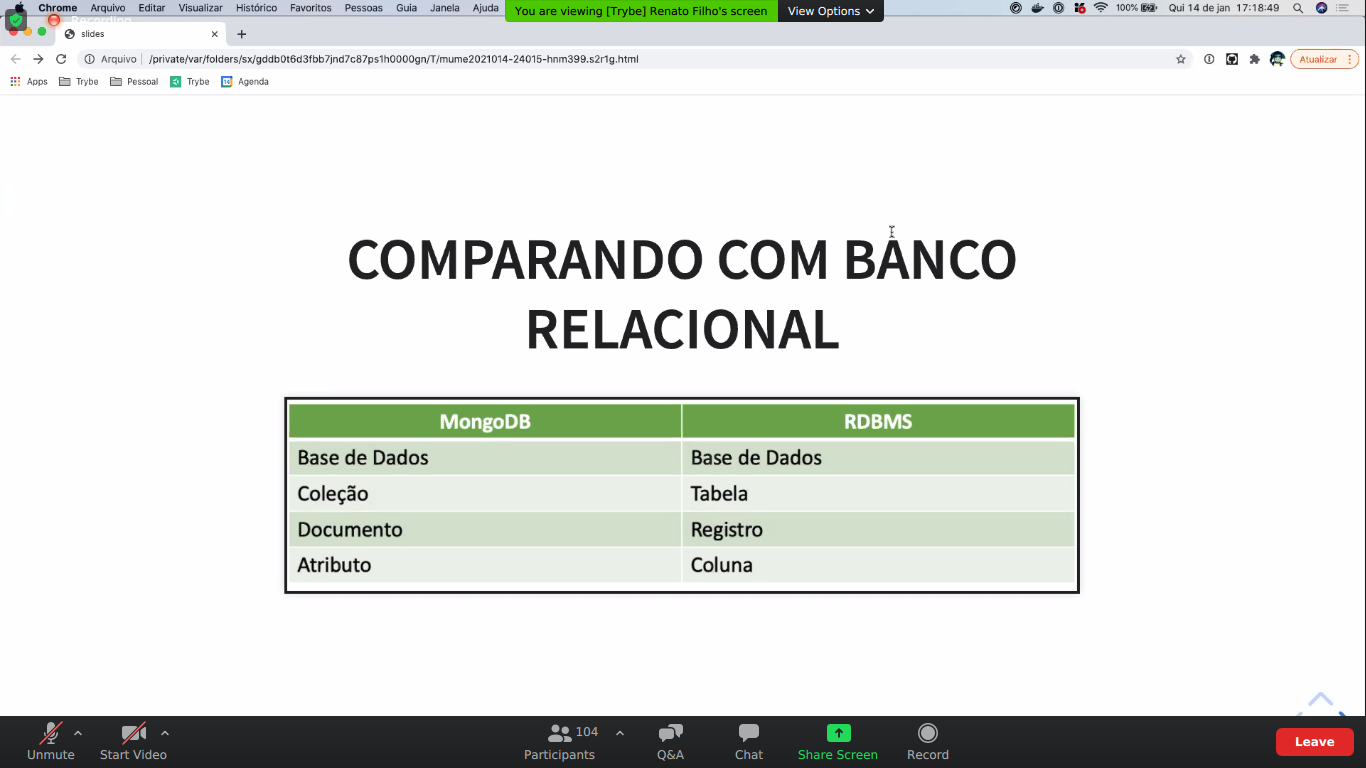 Chrome Arquivo Editar Visualizar Histórico Favoritos Pessoas Guia Janela Ajuda
You are viewing [Trybe] Renato Filho's screen View Options
100% Qui 14 de jan 17:18:49
Recording
slides
Arquivo /private/var/folders/sx/gddb0t6d3fbb7jnd7c87ps1h0000gn/T/mume2021014-24015-hnm399.s2r1g.html
Atualizar
Apps Trybe Pessoal Trybe Agenda
COMPARANDO COM BANCO
RELACIONAL
MongoDB RDBMS
Base de Dados Base de Dados
Coleção Tabela
Documento Registro
Atributo Coluna
104
Unmute Start Video Participants Q&A Chat Share Screen Record Leave